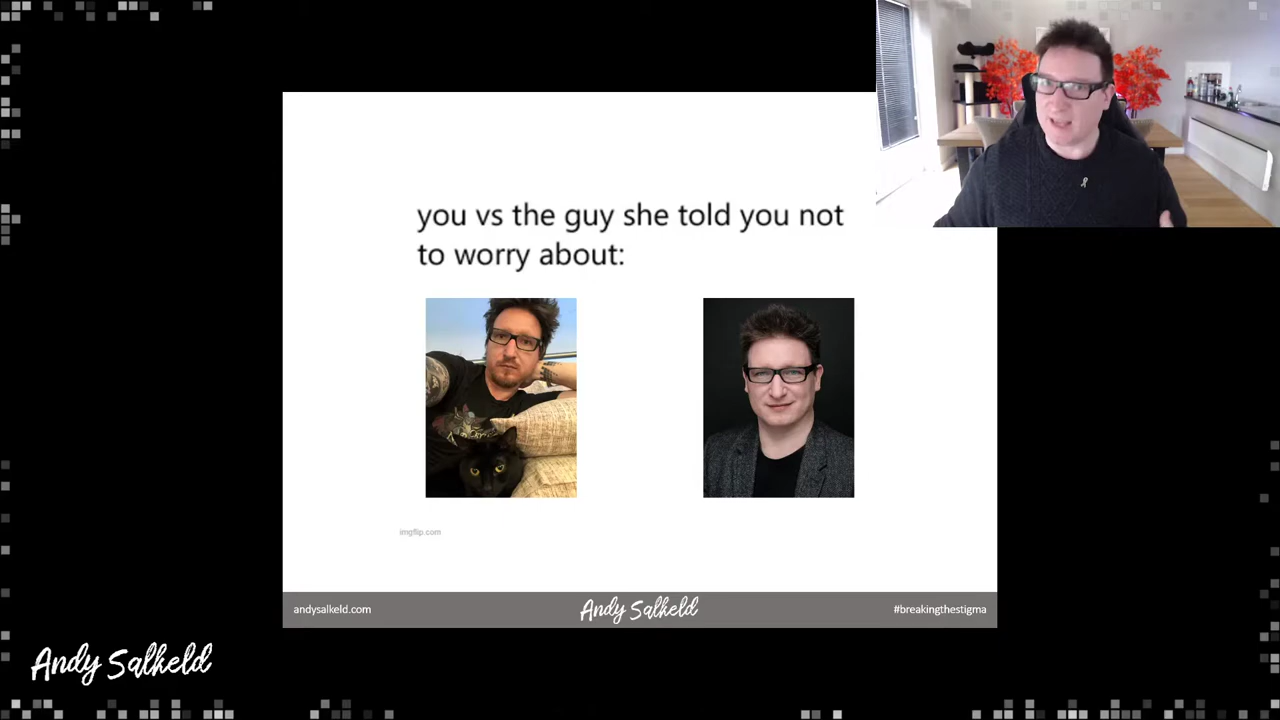 you vs the guy she told you not
to worry about:
imgflip.com
andysalkeld.com
Andy Salkeld
#breakingthestigma
Andy Salkeld